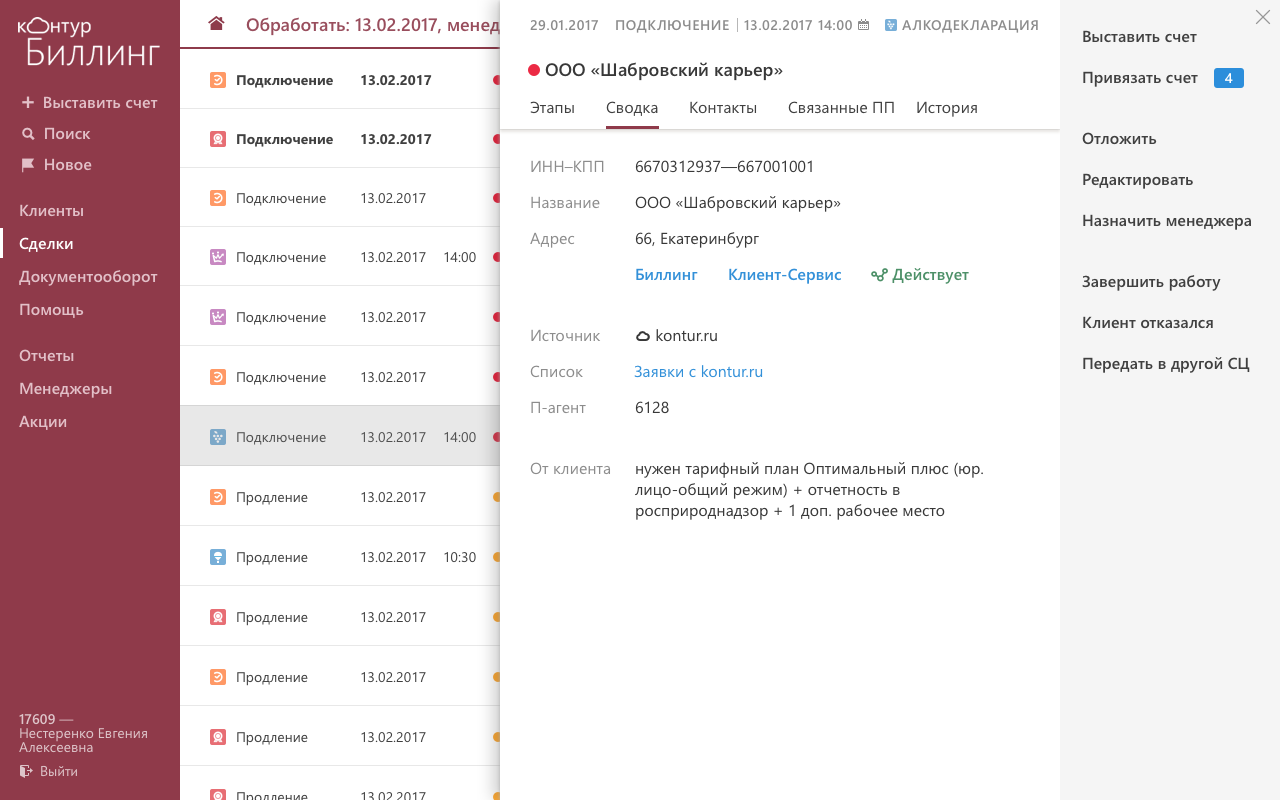 контур
Биллинг
Выставить счет
Поиск
Новое
Клиенты
Сделки
Документооборот
Помощь
Отчеты
Менеджеры
Акции
17609 —
Нестеренко Евгения
Алексеевна
Выйти
Обработать: 13.02.2017, менед
Подключение 13.02.2017
Подключение 13.02.2017
Подключение 13.02.2017
Подключение 13.02.2017 14:00
Подключение 13.02.2017
Подключение 13.02.2017
Подключение 13.02.2017 14:00
Продление 13.02.2017
Продление 13.02.2017 10:30
Продление 13.02.2017
Продление 13.02.2017
Продление 13.02.2017
Продление 13.02.2017
29.01.2017 ПОДКЛЮЧЕНИЕ 13.02.2017 14:00 АЛКОДЕКЛАРАЦИЯ
ООО «Шабровский карьер»
Этапы Сводка Контакты Связанные ПП История
ИНН–КПП 6670312937—667001001
Название ООО «Шабровский карьер»
Адрес 66, Екатеринбург
Биллинг Клиент-Сервис Действует
Источник kontur.ru
Список Заявки с kontur.ru
П-агент 6128
От клиента нужен тарифный план Оптимальный плюс (юр.
лицо-общий режим) + отчетность в
росприроднадзор + 1 доп. рабочее место
Выставить счет
Привязать счет 4
Отложить
Редактировать
Назначить менеджера
Завершить работу
Клиент отказался
Передать в другой СЦ